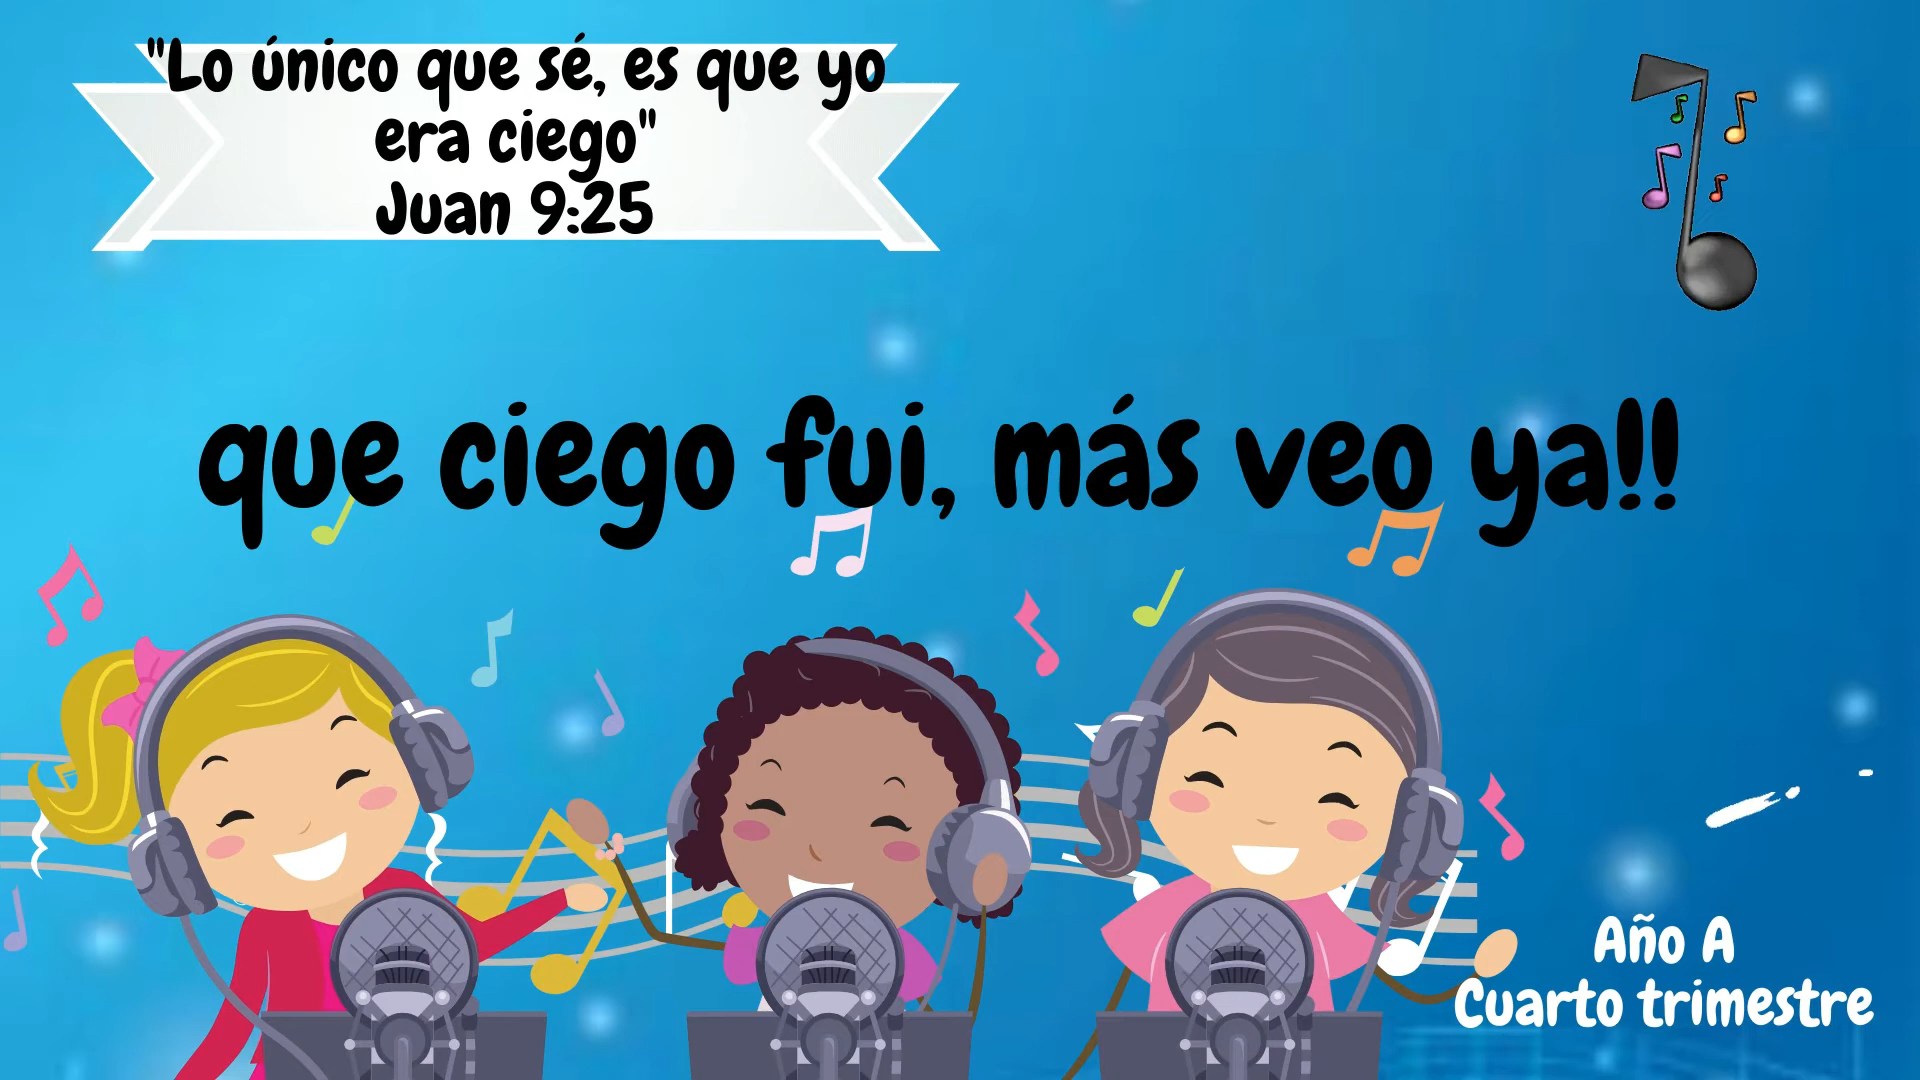 "Lo único que sé, es que yo
era ciego"
Juan 9:25
que ciego fui, más veo ya!!
Año A
Cuarto trimestre